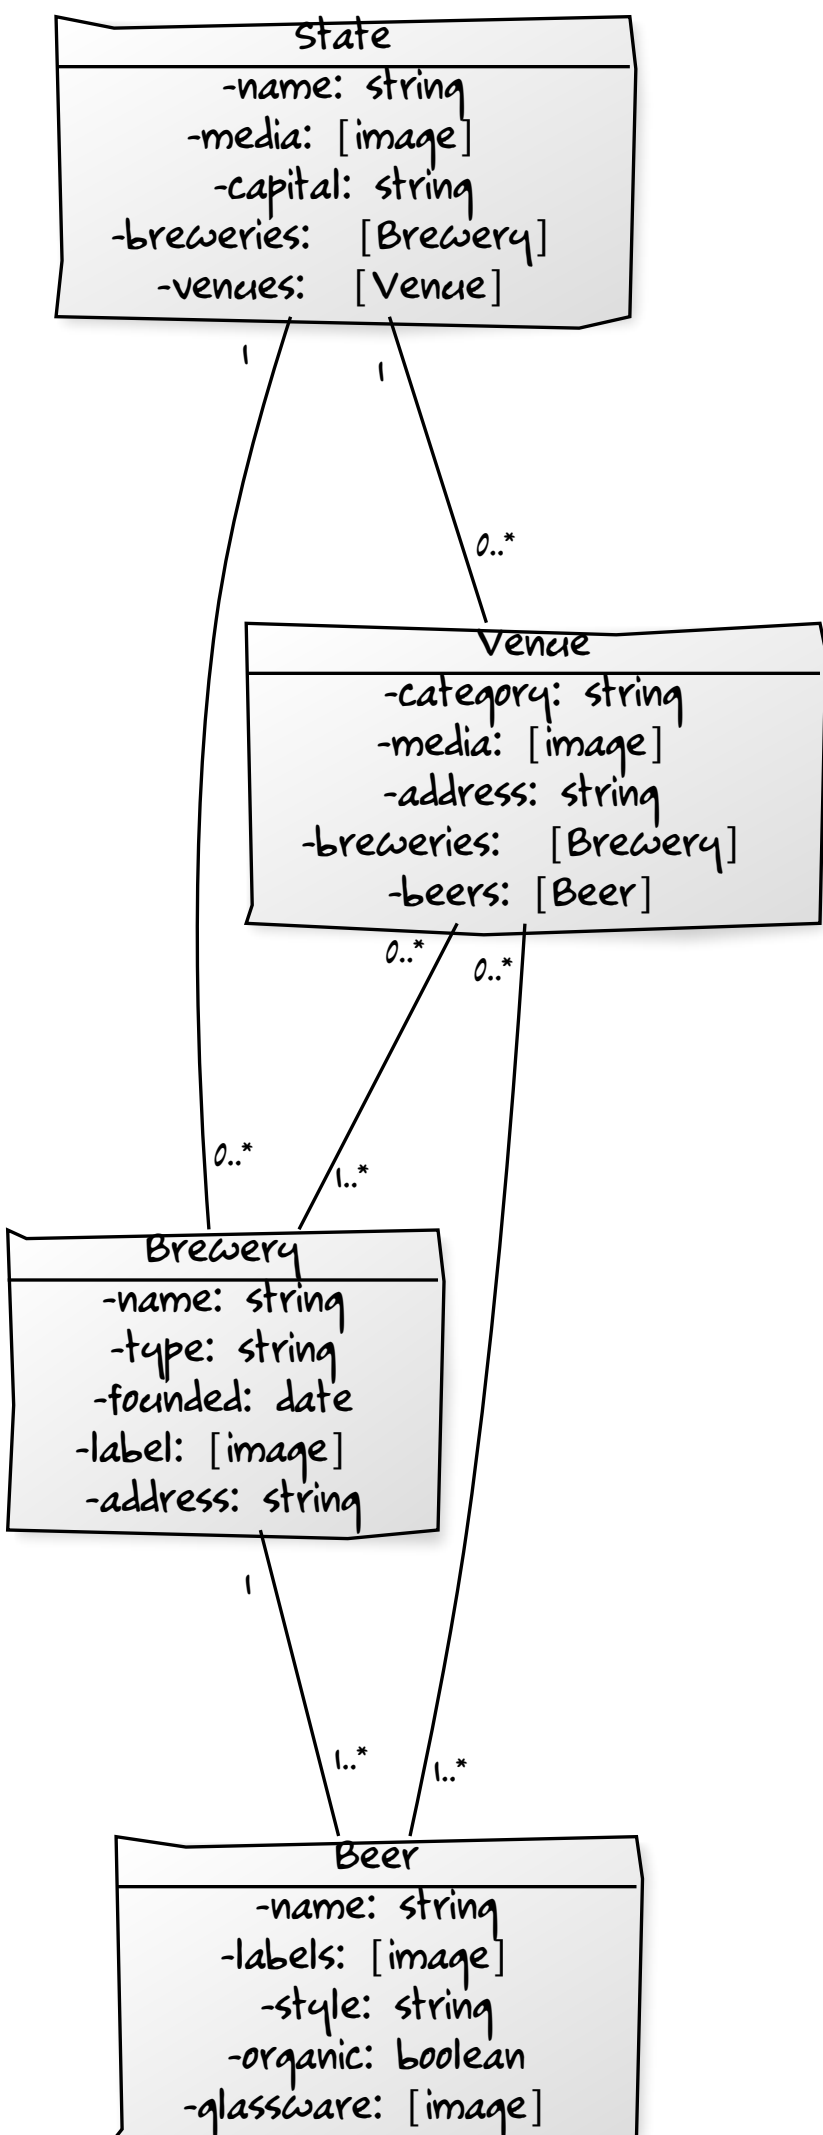 State
-name: string
-media: [image]
-capital: string
-breweries: [Brewery]
-venues: [Venue]
1
1
0..*
Venue
-category: string
-media: [image]
-address: string
-breweries: [Brewery]
-beers: [Beer]
0..*
0..*
0..*
1..*
Brewery
-name: string
-type: string
-founded: date
-label: [image]
-address: string
1
1..*
1..*
Beer
-name: string
-labels: [image]
-style: string
-organic: boolean
-glassware: [image]